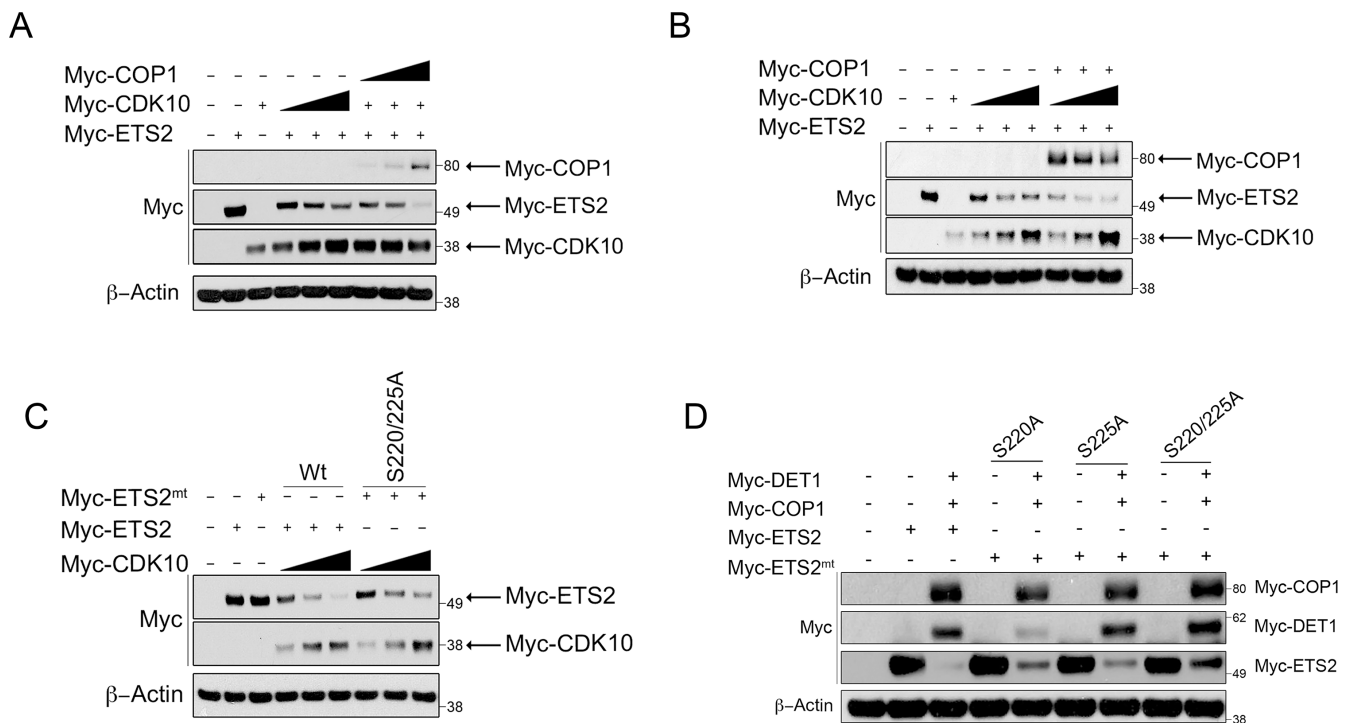 A
Myc-COP1 – – – – – –
Myc-CDK10 – – + + + +
Myc-ETS2 – + – + + + + + +
80 Myc-COP1
Myc 49 Myc-ETS2
38 Myc-CDK10
β–Actin
38
B
Myc-COP1 – – – – – – + + +
Myc-CDK10 – – +
Myc-ETS2 – + – + + + + + +
80 Myc-COP1
Myc 49 Myc-ETS2
38 Myc-CDK10
β–Actin
38
C
Wt S220/225A
Myc-ETS2mt – – + – – – + + +
Myc-ETS2 – + – + + + – – –
Myc-CDK10 – – –
Myc 49 Myc-ETS2
38 Myc-CDK10
β–Actin
38
D
S220A S225A S220/225A
Myc-DET1 - - + - + - + - +
Myc-COP1 - - + - + - + - +
Myc-ETS2 - + + - - - - - -
Myc-ETS2mt - - - + + + + + +
80 Myc-COP1
Myc 62 Myc-DET1
49 Myc-ETS2
β–Actin
38